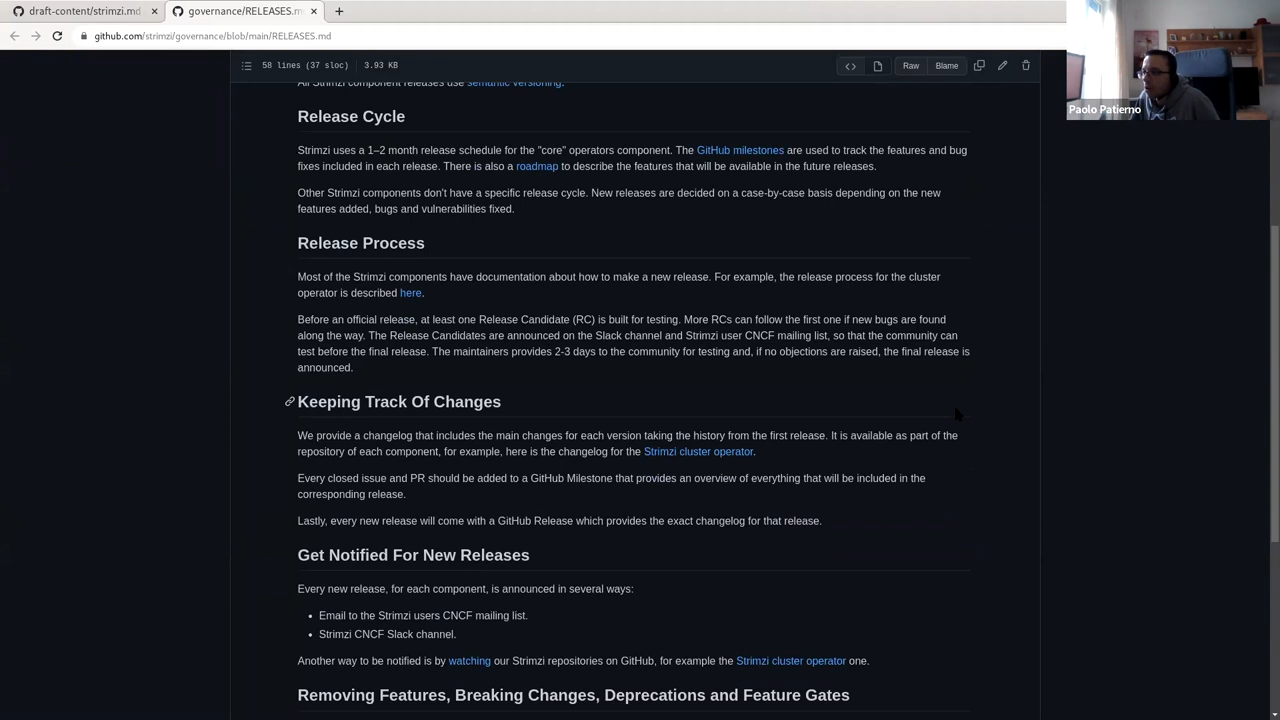 draft-content/strimzi.md
governance/RELEASES.m
github.com/strimzi/governance/blob/main/RELEASES.md
58 lines (37 sloc) 3.93 KB
Raw Blame
Paolo Patierno
All Strimzi component releases use semantic versioning.
Release Cycle
Strimzi uses a 1–2 month release schedule for the "core" operators component. The GitHub milestones are used to track the features and bug
fixes included in each release. There is also a roadmap to describe the features that will be available in the future releases.
Other Strimzi components don't have a specific release cycle. New releases are decided on a case-by-case basis depending on the new
features added, bugs and vulnerabilities fixed.
Release Process
Most of the Strimzi components have documentation about how to make a new release. For example, the release process for the cluster
operator is described here.
Before an official release, at least one Release Candidate (RC) is built for testing. More RCs can follow the first one if new bugs are found
along the way. The Release Candidates are announced on the Slack channel and Strimzi user CNCF mailing list, so that the community can
test before the final release. The maintainers provides 2-3 days to the community for testing and, if no objections are raised, the final release is
announced.
Keeping Track Of Changes
We provide a changelog that includes the main changes for each version taking the history from the first release. It is available as part of the
repository of each component, for example, here is the changelog for the Strimzi cluster operator.
Every closed issue and PR should be added to a GitHub Milestone that provides an overview of everything that will be included in the
corresponding release.
Lastly, every new release will come with a GitHub Release which provides the exact changelog for that release.
Get Notified For New Releases
Every new release, for each component, is announced in several ways:
• Email to the Strimzi users CNCF mailing list.
• Strimzi CNCF Slack channel.
Another way to be notified is by watching our Strimzi repositories on GitHub, for example the Strimzi cluster operator one.
Removing Features, Breaking Changes, Deprecations and Feature Gates